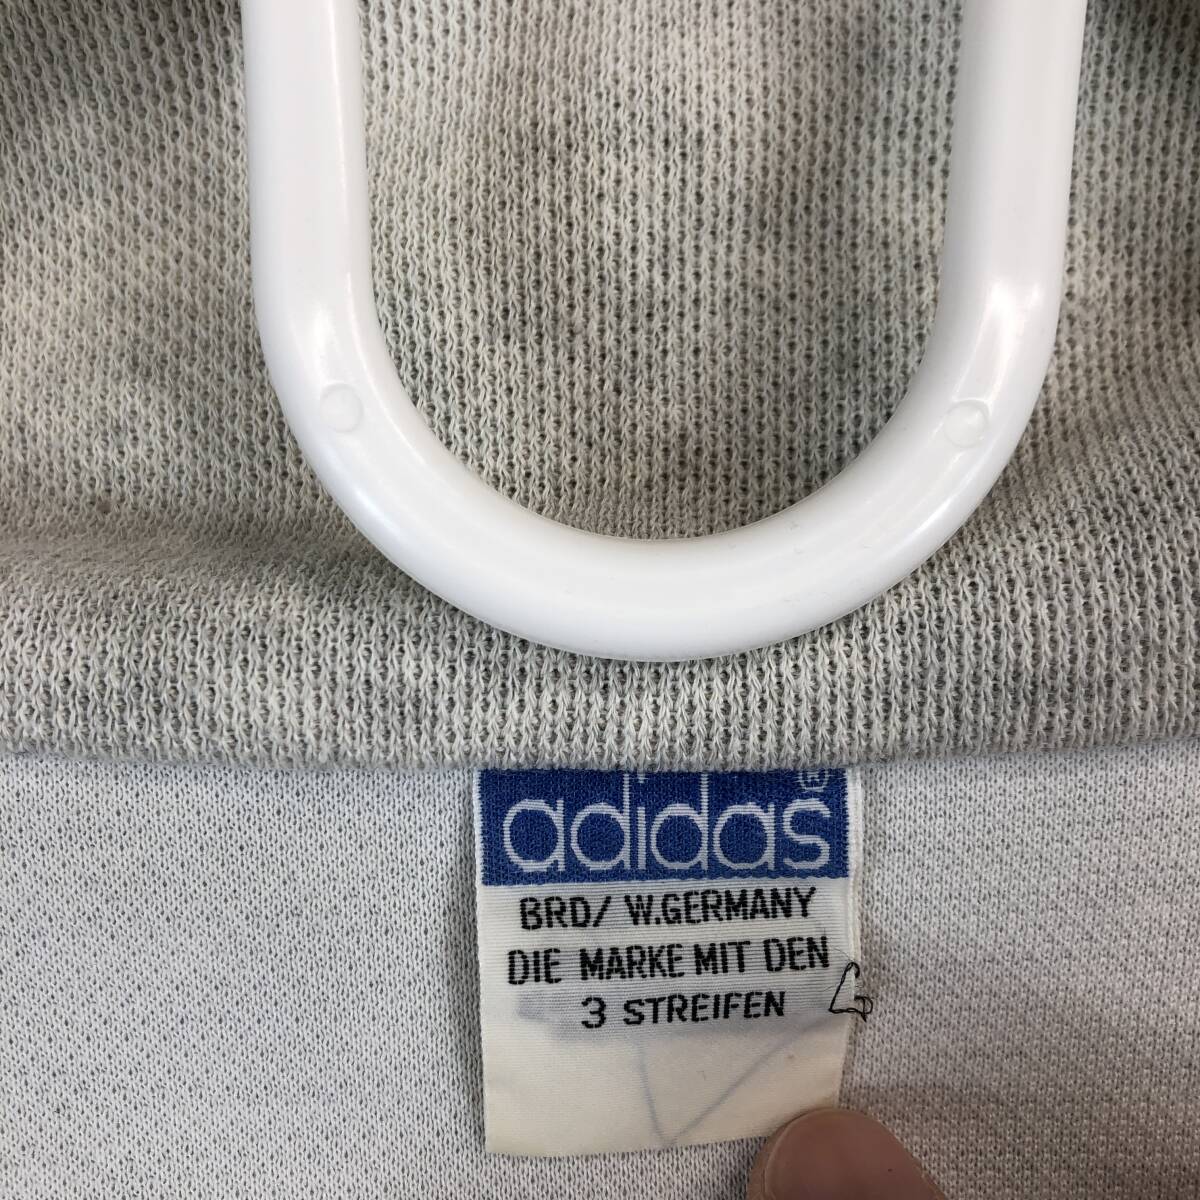 adidas ®
BRD/ W.GERMANY
DIE MARKE MIT DEN
3 STREIFEN